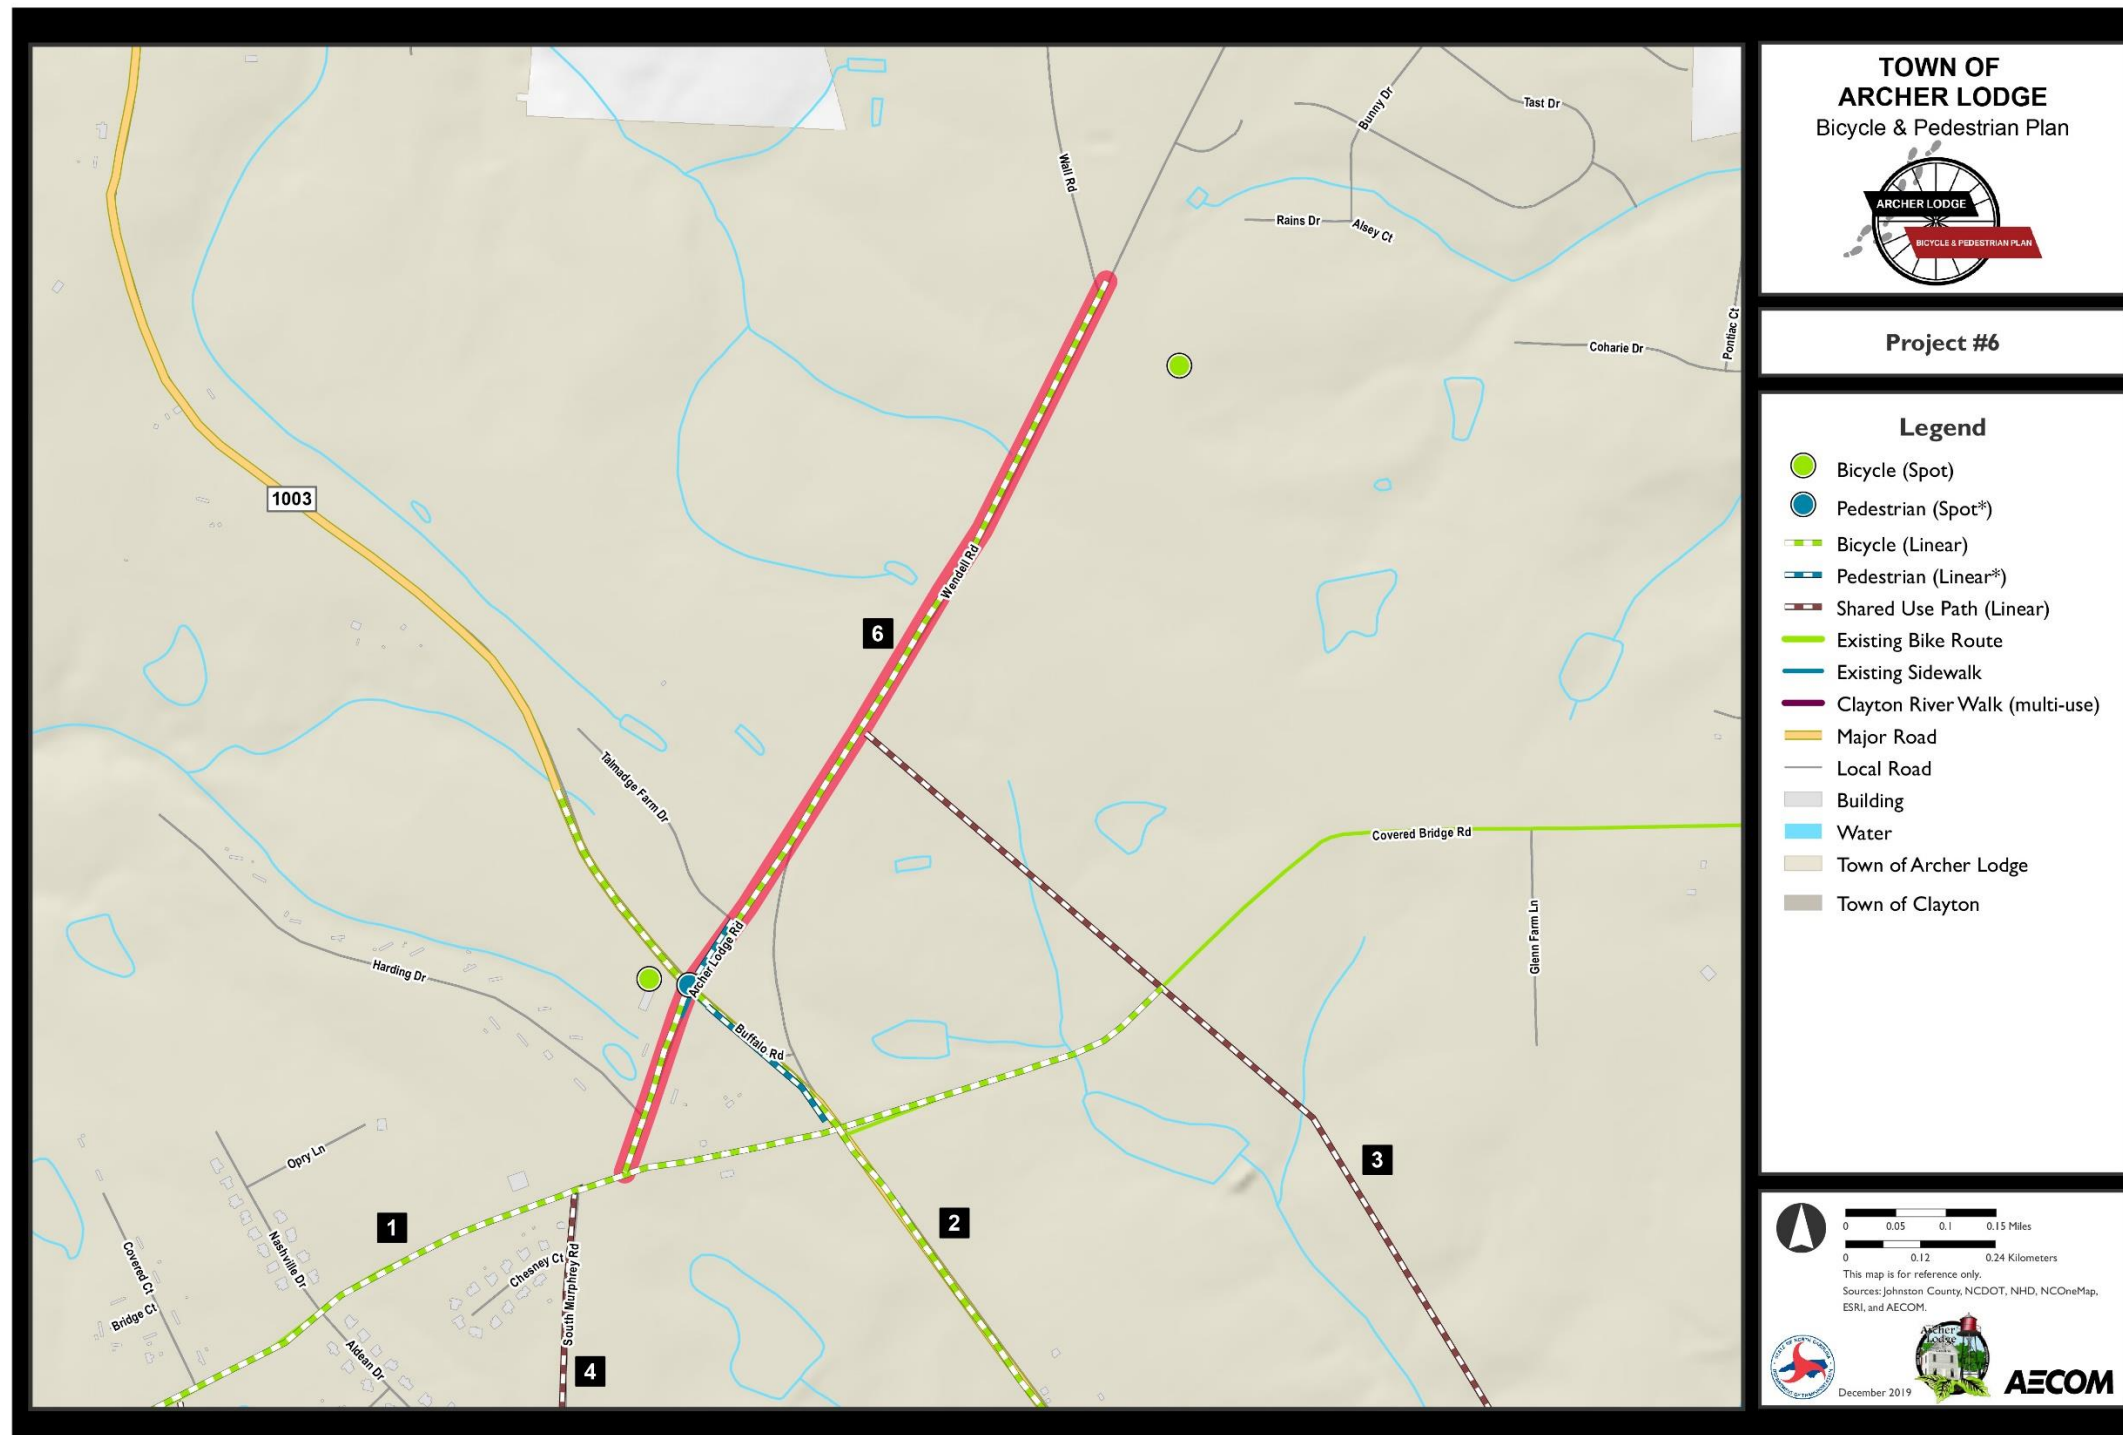 TOWN OF
ARCHER LODGE
Bicycle & Pedestrian Plan
ARCHER LODGE
BICYCLE & PEDESTRIAN PLAN
Project #6
Legend
Bicycle (Spot)
Pedestrian (Spot*)
Bicycle (Linear)
Pedestrian (Linear*)
Shared Use Path (Linear)
Existing Bike Route
Existing Sidewalk
Clayton River Walk (multi-use)
Major Road
Local Road
Building
Water
Town of Archer Lodge
Town of Clayton
0 0.05 0.1 0.15 Miles
0 0.12 0.24 Kilometers
This map is for reference only.
Sources: Johnston County, NCDOT, NHD, NCOneMap,
ESRI, and AECOM.
Archer
Lodge
December 2019
AECOM
Tast Dr
Bunny Dr
Wall Rd
Rains Dr
Alsey Ct
Pontiac Ct
Coharie Dr
1003
Wendell Rd
6
Talmadge Farm Dr
Covered Bridge Rd
Glenn Farm Ln
Archer Lodge Rd
Harding Dr
Buffalo Rd
Opry Ln
3
1
2
Nashville Dr
Covered Ct
Chesney Ct
South Murphrey Rd
Bridge Ct
Aldean Dr
4